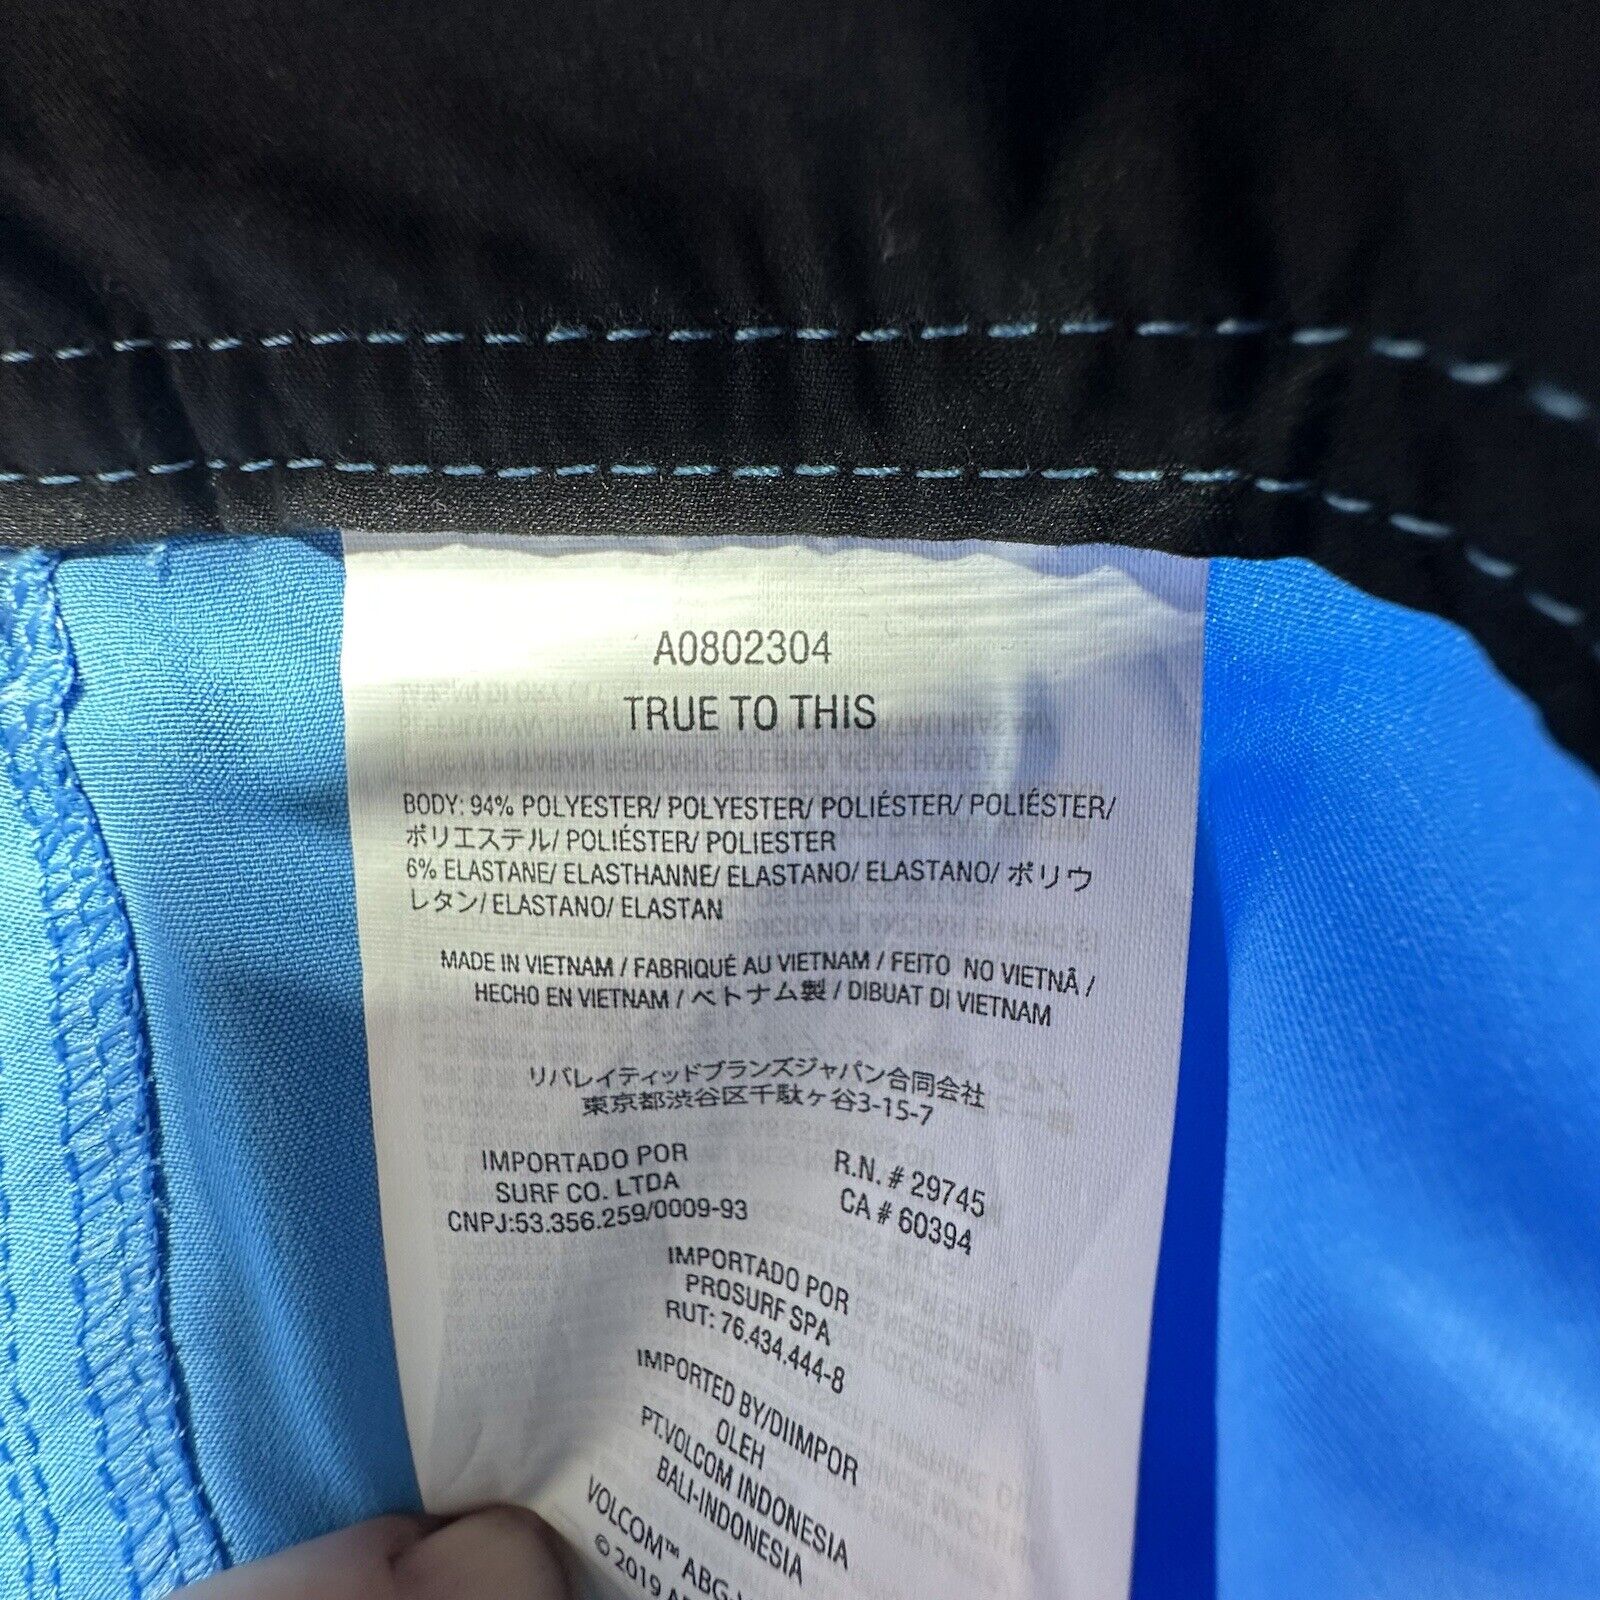 A0802304
TRUE TO THIS
BODY: 94% POLYESTER/ POLYESTER/ POLIÉSTER/ POLIÉSTER/
ポリエステル/ POLIÉSTER/ POLIESTER
6% ELASTANE/ ELASTHANNE/ ELASTANO/ ELASTANO/ ポリウ
レタン/ ELASTANO/ ELASTAN
MADE IN VIETNAM / FABRIQUÉ AU VIETNAM / FEITO NO VIETNÃ /
HECHO EN VIETNAM / ベトナム製 / DIBUAT DI VIETNAM
リバレイティッドブランズジャパン合同会社
東京都渋谷区千駄ヶ谷3-15-7
IMPORTADO POR
SURF CO. LTDA
CNPJ:53.356.259/0009-93
R.N. # 29745
CA # 60394
IMPORTADO POR
PROSURF SPA
RUT: 76.434.444-8
IMPORTED BY/DIIMPOR
OLEH
PT.VOLCOM INDONESIA
BALI-INDONESIA
VOLCOM™ ABG-
© 2019